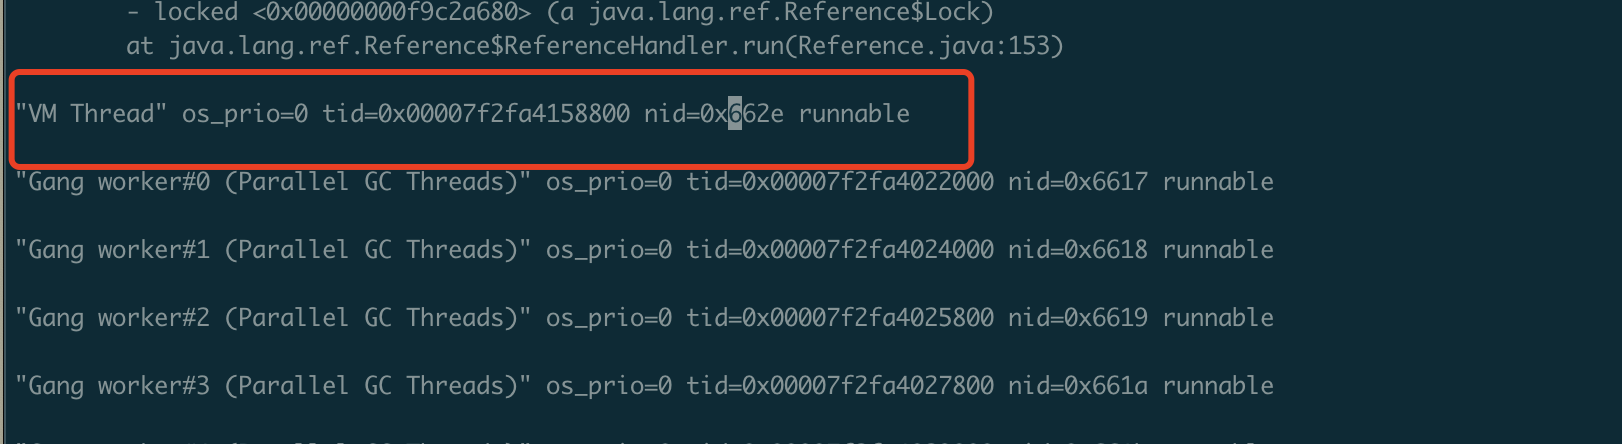 - locked <0x00000000f9c2a680> (a java.lang.ref.Reference$Lock)
at java.lang.ref.Reference$ReferenceHandler.run(Reference.java:153)
"VM Thread" os_prio=0 tid=0x00007f2fa4158800 nid=0x662e runnable
"Gang worker#0 (Parallel GC Threads)" os_prio=0 tid=0x00007f2fa4022000 nid=0x6617 runnable
"Gang worker#1 (Parallel GC Threads)" os_prio=0 tid=0x00007f2fa4024000 nid=0x6618 runnable
"Gang worker#2 (Parallel GC Threads)" os_prio=0 tid=0x00007f2fa4025800 nid=0x6619 runnable
"Gang worker#3 (Parallel GC Threads)" os_prio=0 tid=0x00007f2fa4027800 nid=0x661a runnable